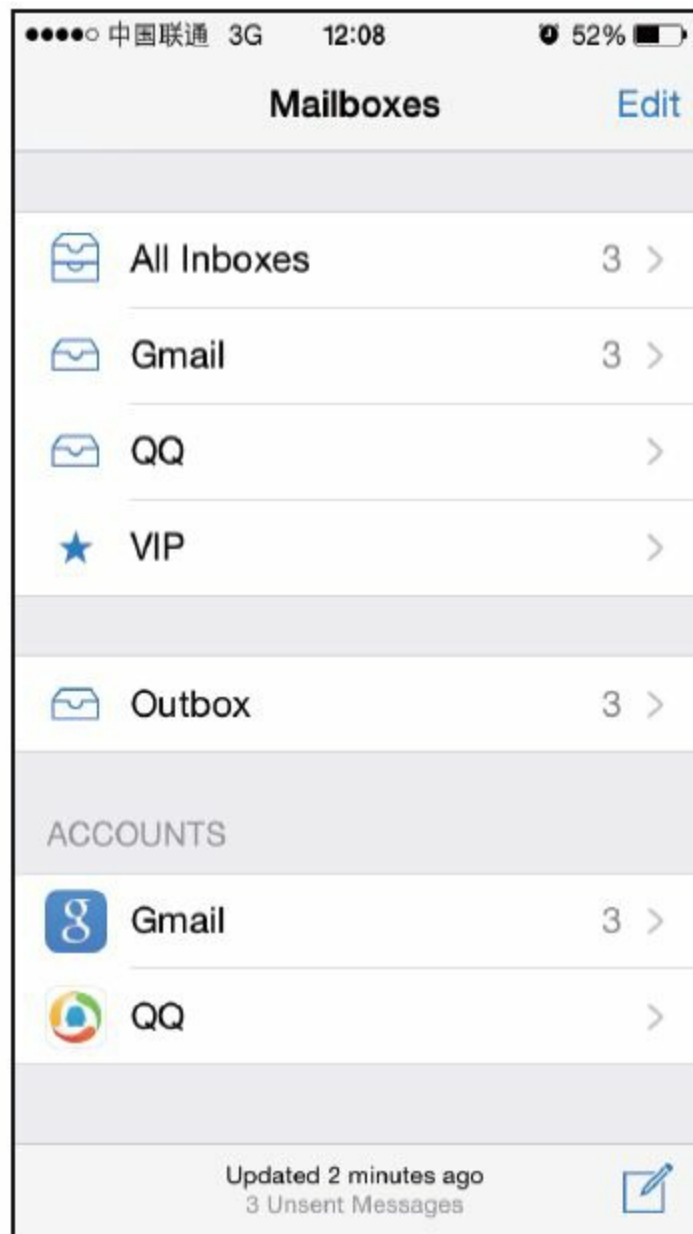 中国联通 3G 12:08 52%
Mailboxes Edit
All Inboxes 3
Gmail 3
QQ
VIP
Outbox 3
ACCOUNTS
g Gmail 3
QQ
Updated 2 minutes ago
3 Unsent Messages